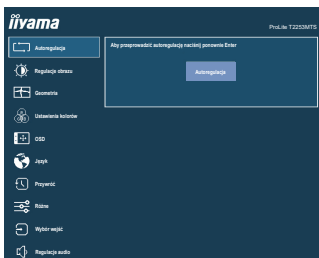 iiyama
ProLite T2253MTS
Autoregulacja
Aby przeprowadzić autoregulację naciśnij ponownie Enter
Autoregulacja
Regulacje obrazu
Geometria
Ustawienia kolorów
OSD
Język
Przywróć
Różne
Wybór wejść
Regulacja audio